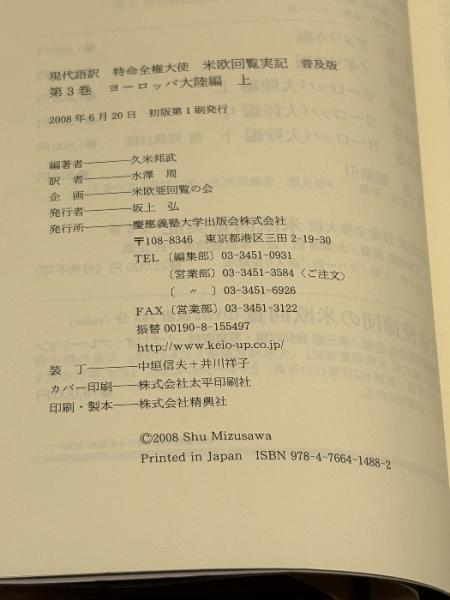 現代語訳 特命全権大使 米欧回覧実記 普及版
第3巻 ヨーロッパ大陸編 上
2008年6月20日 初版第1刷発行
編著者――――久米邦武
訳 者――――水澤 周
企 画――――米欧亜回覧の会
発行者――――坂上 弘
発行所――――慶應義塾大学出版会株式会社
〒108-8346 東京都港区三田2-19-30
TEL〔編集部〕03-3451-0931
〔営業部〕03-3451-3584〈ご注文〉
〔 〃 〕03-3451-6926
FAX〔営業部〕03-3451-3122
振替 00190-8-155497
http://www.keio-up.co.jp/
装 丁――――中垣信夫+井川祥子
カバー印刷――株式会社太平印刷社
印刷・製本――株式会社精興社
©2008 Shu Mizusawa
Printed in Japan ISBN 978-4-7664-1488-2